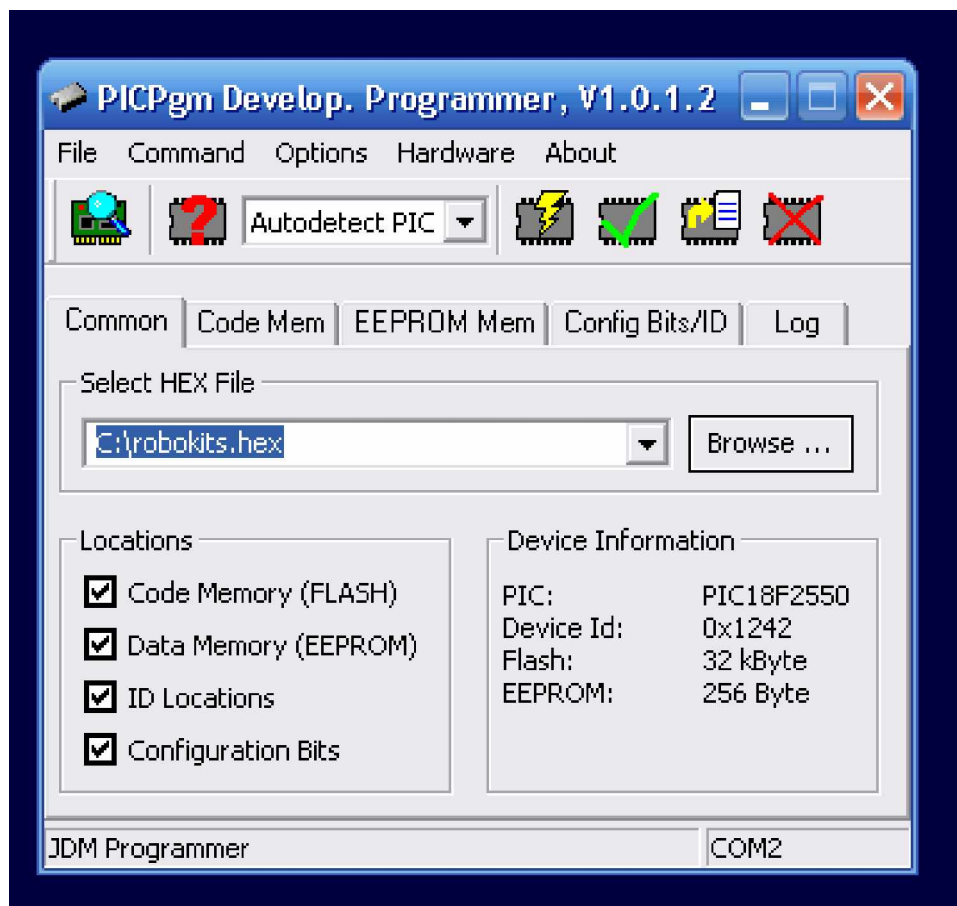 PICPgm Develop. Programmer, V1.0.1.2
File Command Options Hardware About
Autodetect PIC
Common Code Mem EEPROM Mem Config Bits/ID Log
Select HEX File
C:\robokits.hex Browse ...
Locations
Code Memory (FLASH)
Data Memory (EEPROM)
ID Locations
Configuration Bits
Device Information
PIC: PIC18F2550
Device Id: 0x1242
Flash: 32 kByte
EEPROM: 256 Byte
JDM Programmer COM2